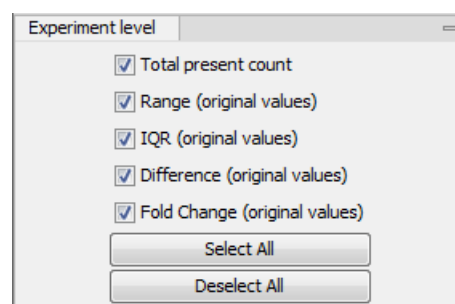 Experiment level
Total present count
Range (original values)
IQR (original values)
Difference (original values)
Fold Change (original values)
Select All
Deselect All